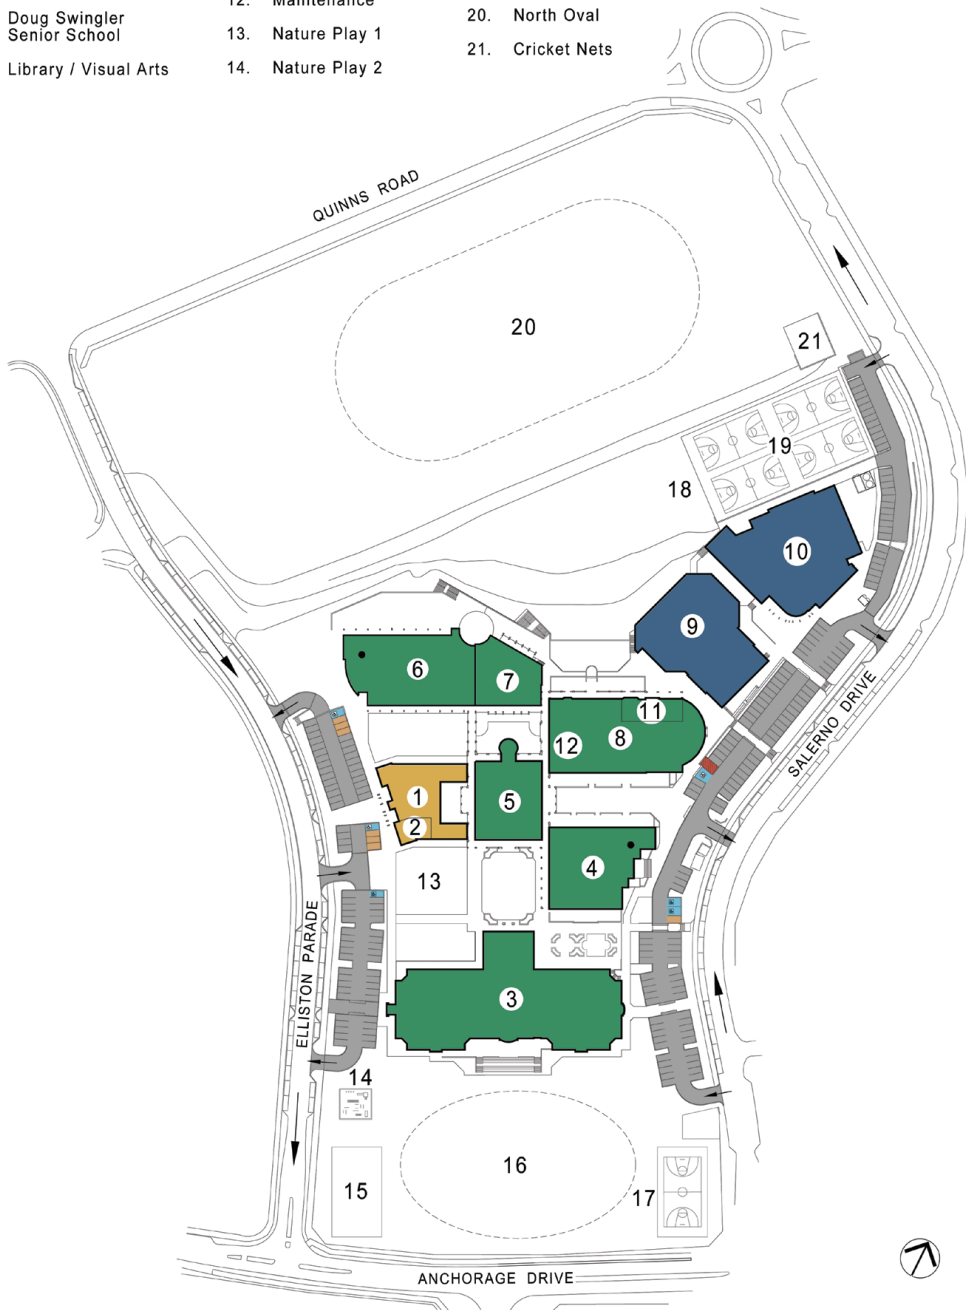 Doug Swingler
Senior School
Library / Visual Arts
12. Maintenance
13. Nature Play 1
14. Nature Play 2
20. North Oval
21. Cricket Nets
QUINNS ROAD
20
21
19
18
10
9
6
7
11
12
8
SALERNO DRIVE
1
2
5
4
13
ELLISTON PARADE
3
14
16
15
17
ANCHORAGE DRIVE